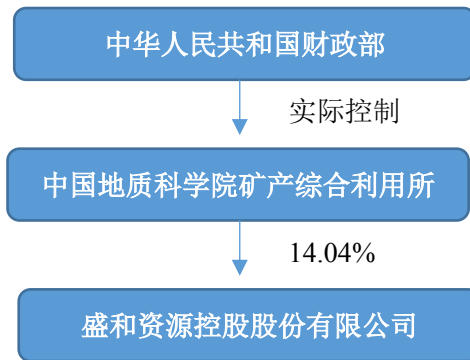 中华人民共和国财政部
实际控制
中国地质科学院矿产综合利用所
14.04%
盛和资源控股股份有限公司